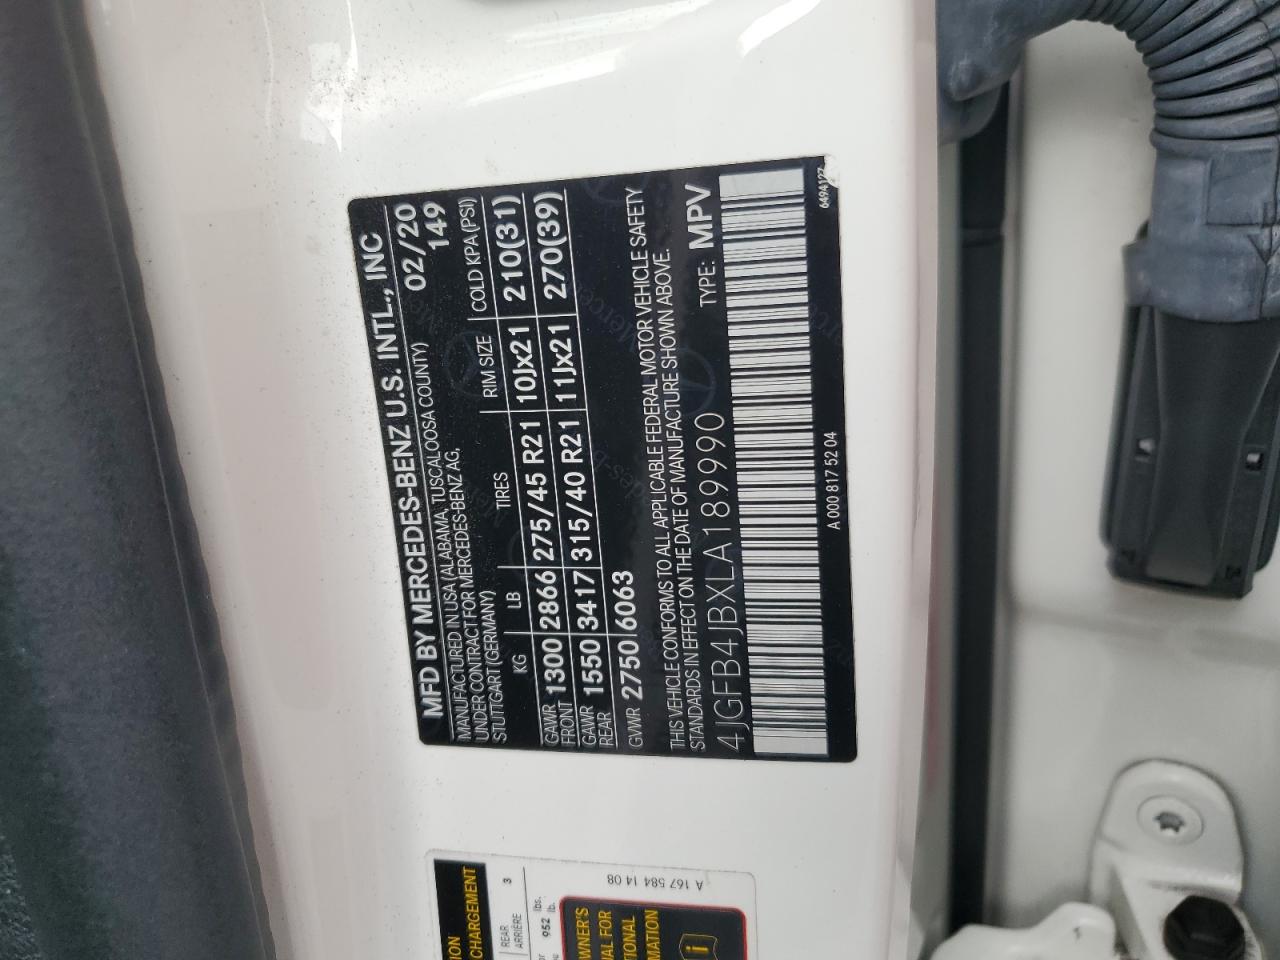 MFD BY MERCEDES-BENZ U.S. INTL., INC
MANUFACTURED IN USA (ALABAMA, TUSCALOOSA COUNTY) 02/20
UNDER CONTRACT FOR MERCEDES-BENZ AG, 149
STUTTGART (GERMANY)
KG LB TIRES RIM SIZE COLD KPA (PSI)
GAWR FRONT 1300 2866 275/45 R21 10Jx21 210(31)
GAWR REAR 1550 3417 315/40 R21 11Jx21 270(39)
GVWR 2750 6063
THIS VEHICLE CONFORMS TO ALL APPLICABLE FEDERAL MOTOR VEHICLE SAFETY
STANDARDS IN EFFECT ON THE DATE OF MANUFACTURE SHOWN ABOVE.
4JGFB4JBXLA189990 TYPE: MPV
A 000 817 52 04
6494127
CHARGEMENT
REAR 3
ARRIÈRE
952 lbs.
lb.
A 167 584 14 08